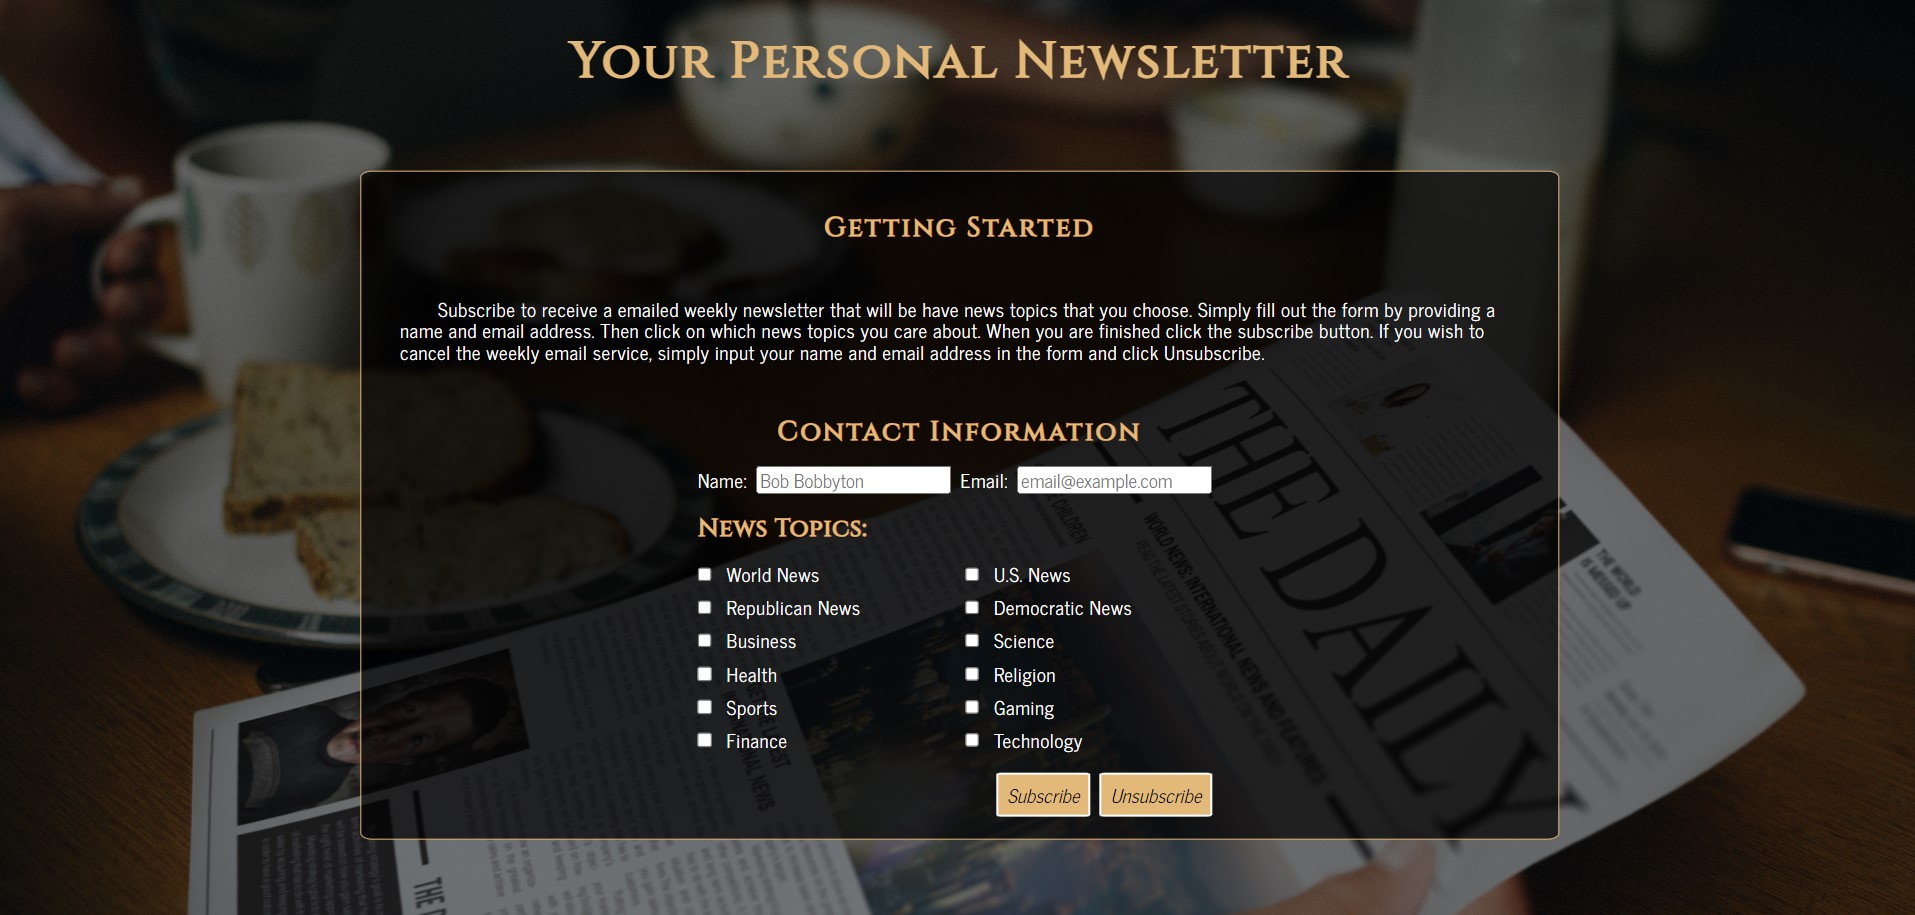 Your Personal Newsletter
Getting Started
Subscribe to receive a emailed weekly newsletter that will be have news topics that you choose. Simply fill out the form by providing a
name and email address. Then click on which news topics you care about. When you are finished click the subscribe button. If you wish to
cancel the weekly email service, simply input your name and email address in the form and click Unsubscribe.
Contact Information
Name: Bob Bobbyton Email: email@example.com
News Topics:
World News U.S. News
Republican News Democratic News
Business Science
Health Religion
Sports Gaming
Finance Technology
Subscribe Unsubscribe
THE DAILY
WORLD NEWS: INTERNATIONAL NEWS AND FEATURES
THE WORLD
IS MESSED UP